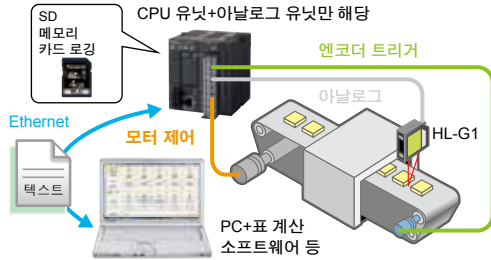 SD
메모리
카드 로깅
CPU 유닛+아날로그 유닛만 해당
엔코더 트리거
아날로그
Ethernet
모터 제어
HL-G1
텍스트
PC+표 계산
소프트웨어 등